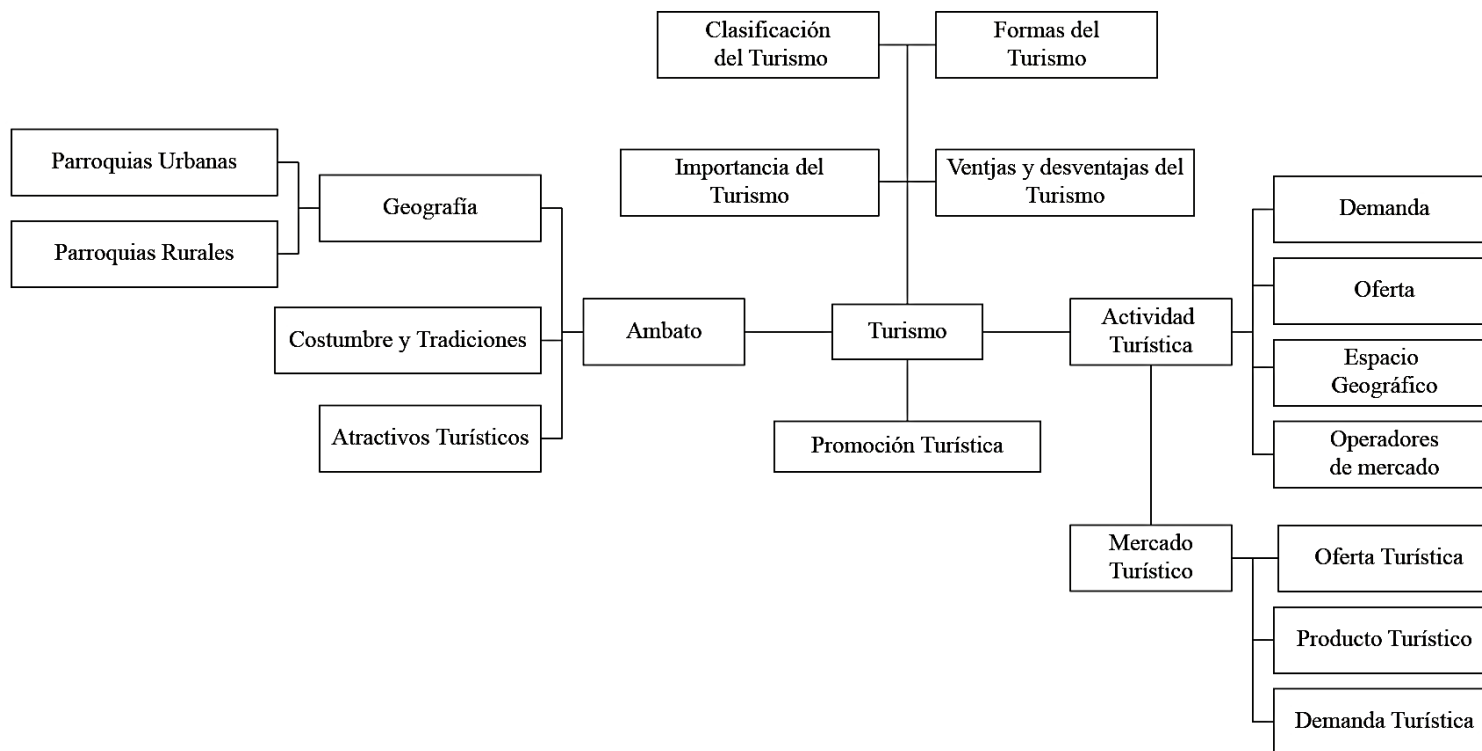 Clasificación
del Turismo
Formas del
Turismo
Parroquias Urbanas
Importancia del
Turismo
Ventjas y desventajas del
Turismo
Geografía
Demanda
Parroquias Rurales
Oferta
Costumbre y Tradiciones
Ambato
Turismo
Actividad
Turística
Espacio
Geográfico
Atractivos Turísticos
Promoción Turística
Operadores
de mercado
Mercado
Turístico
Oferta Turística
Producto Turístico
Demanda Turística